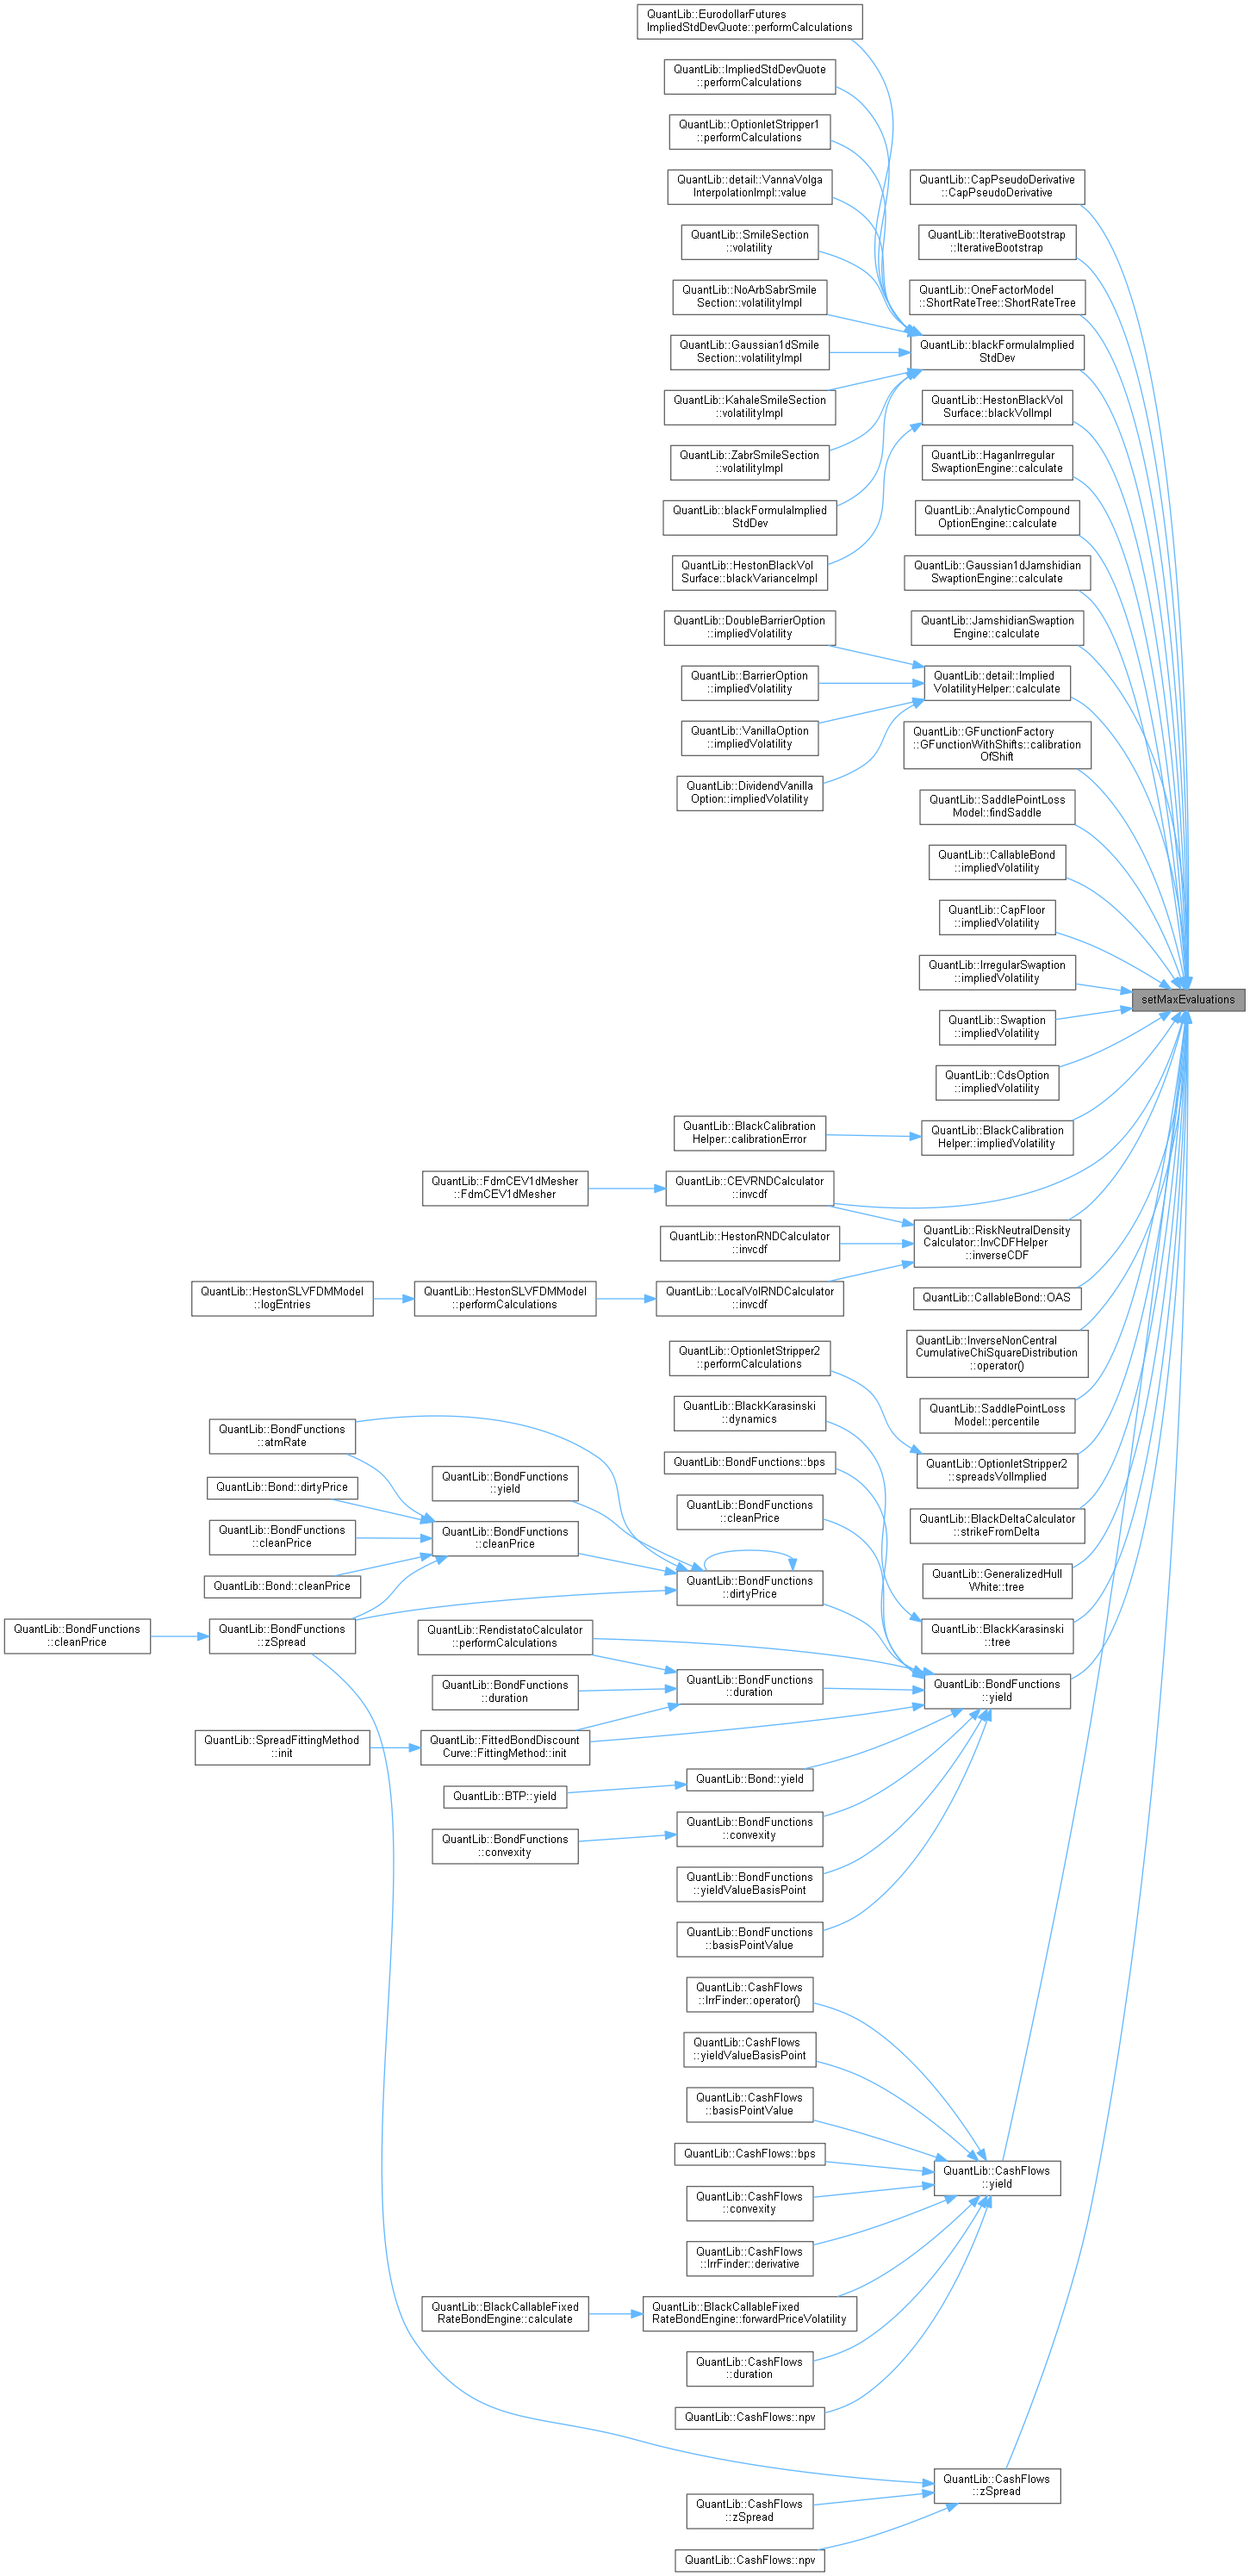 QuantLib::EurodollarFutures
ImpliedStdDevQuote::performCalculations
QuantLib::ImpliedStdDevQuote
::performCalculations
QuantLib::OptionletStripper1
::performCalculations
QuantLib::detail::VannaVolga
InterpolationImpl::value
QuantLib::SmileSection
::volatility
QuantLib::NoArbSabrSmile
Section::volatilityImpl
QuantLib::Gaussian1dSmile
Section::volatilityImpl
QuantLib::KahaleSmileSection
::volatilityImpl
QuantLib::ZabrSmileSection
::volatilityImpl
QuantLib::blackFormulaImplied
StdDev
QuantLib::HestonBlackVol
Surface::blackVarianceImpl
QuantLib::DoubleBarrierOption
::impliedVolatility
QuantLib::BarrierOption
::impliedVolatility
QuantLib::VanillaOption
::impliedVolatility
QuantLib::DividendVanilla
Option::impliedVolatility
QuantLib::CapPseudoDerivative
::CapPseudoDerivative
QuantLib::IterativeBootstrap
::IterativeBootstrap
QuantLib::OneFactorModel
::ShortRateTree::ShortRateTree
QuantLib::blackFormulaImplied
StdDev
QuantLib::HestonBlackVol
Surface::blackVolImpl
QuantLib::HaganIrregular
SwaptionEngine::calculate
QuantLib::AnalyticCompound
OptionEngine::calculate
QuantLib::Gaussian1dJamshidian
SwaptionEngine::calculate
QuantLib::JamshidianSwaption
Engine::calculate
QuantLib::detail::Implied
VolatilityHelper::calculate
QuantLib::GFunctionFactory
::GFunctionWithShifts::calibration
OfShift
QuantLib::SaddlePointLoss
Model::findSaddle
QuantLib::CallableBond
::impliedVolatility
QuantLib::CapFloor
::impliedVolatility
QuantLib::IrregularSwaption
::impliedVolatility
setMaxEvaluations
QuantLib::Swaption
::impliedVolatility
QuantLib::CdsOption
::impliedVolatility
QuantLib::BlackCalibration
Helper::calibrationError
QuantLib::BlackCalibration
Helper::impliedVolatility
QuantLib::FdmCEV1dMesher
::FdmCEV1dMesher
QuantLib::CEVRNDCalculator
::invcdf
QuantLib::HestonRNDCalculator
::invcdf
QuantLib::RiskNeutralDensity
Calculator::InvCDFHelper
::inverseCDF
QuantLib::HestonSLVFDMModel
::logEntries
QuantLib::HestonSLVFDMModel
::performCalculations
QuantLib::LocalVolRNDCalculator
::invcdf
QuantLib::CallableBond::OAS
QuantLib::InverseNonCentral
CumulativeChiSquareDistribution
::operator()
QuantLib::SaddlePointLoss
Model::percentile
QuantLib::OptionletStripper2
::performCalculations
QuantLib::OptionletStripper2
::spreadsVolImplied
QuantLib::BlackDeltaCalculator
::strikeFromDelta
QuantLib::GeneralizedHull
White::tree
QuantLib::BlackKarasinski
::dynamics
QuantLib::BlackKarasinski
::tree
QuantLib::BondFunctions::bps
QuantLib::BondFunctions
::cleanPrice
QuantLib::BondFunctions
::atmRate
QuantLib::BondFunctions
::yield
QuantLib::Bond::dirtyPrice
QuantLib::BondFunctions
::cleanPrice
QuantLib::BondFunctions
::cleanPrice
QuantLib::Bond::cleanPrice
QuantLib::BondFunctions
::dirtyPrice
QuantLib::BondFunctions
::cleanPrice
QuantLib::BondFunctions
::zSpread
QuantLib::RendistatoCalculator
::performCalculations
QuantLib::BondFunctions
::duration
QuantLib::BondFunctions
::duration
QuantLib::BondFunctions
::yield
QuantLib::SpreadFittingMethod
::init
QuantLib::FittedBondDiscount
Curve::FittingMethod::init
QuantLib::BTP::yield
QuantLib::Bond::yield
QuantLib::BondFunctions
::convexity
QuantLib::BondFunctions
::convexity
QuantLib::BondFunctions
::yieldValueBasisPoint
QuantLib::BondFunctions
::basisPointValue
QuantLib::CashFlows
::IrrFinder::operator()
QuantLib::CashFlows
::yieldValueBasisPoint
QuantLib::CashFlows
::basisPointValue
QuantLib::CashFlows::bps
QuantLib::CashFlows
::convexity
QuantLib::CashFlows
::yield
QuantLib::CashFlows
::IrrFinder::derivative
QuantLib::BlackCallableFixed
RateBondEngine::calculate
QuantLib::BlackCallableFixed
RateBondEngine::forwardPriceVolatility
QuantLib::CashFlows
::duration
QuantLib::CashFlows::npv
QuantLib::CashFlows
::zSpread
QuantLib::CashFlows
::zSpread
QuantLib::CashFlows::npv